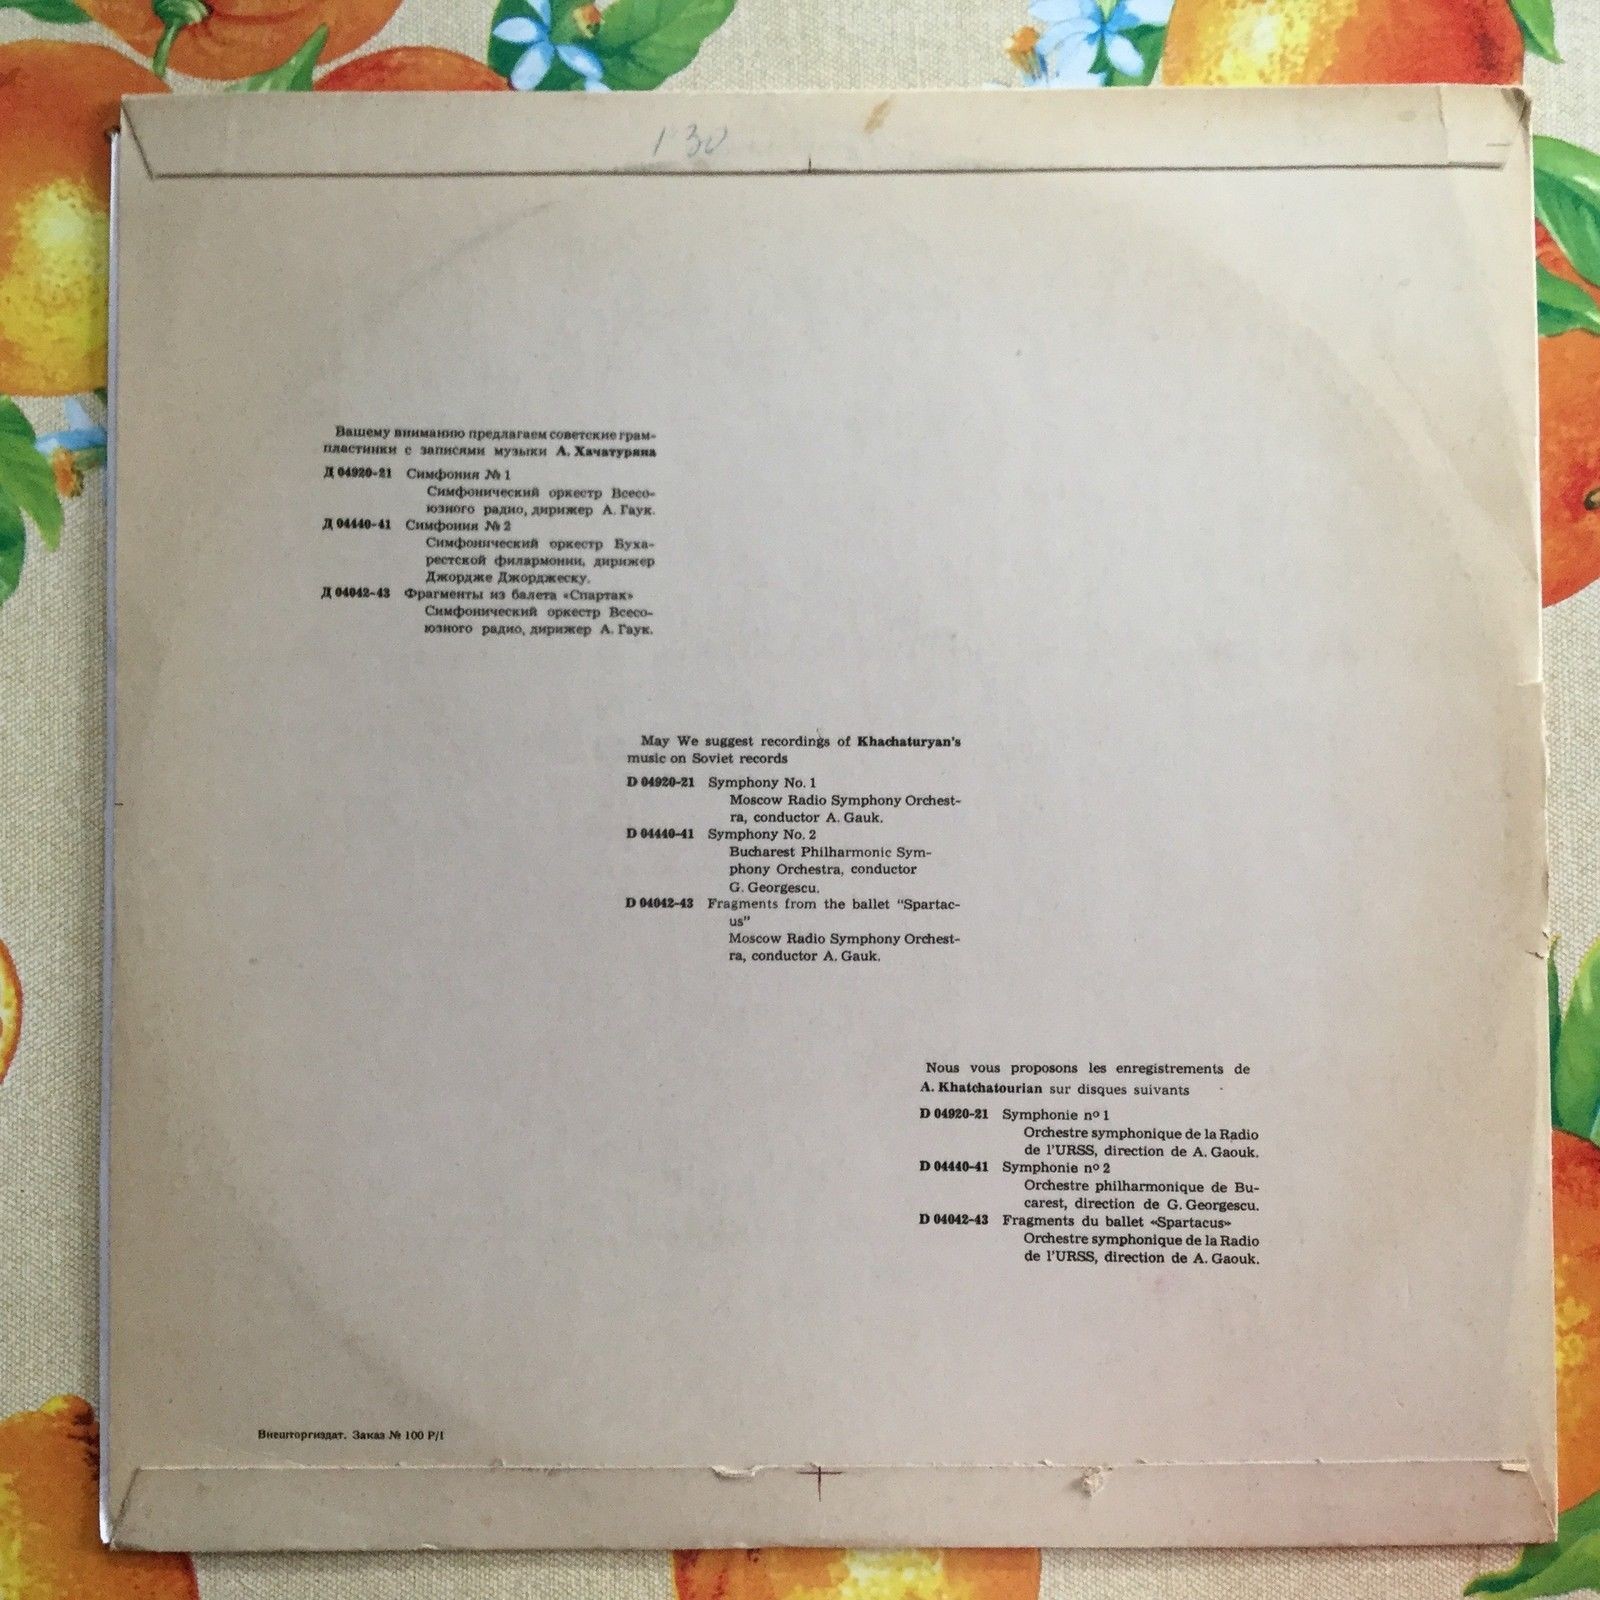 1 30
Вашему вниманию предлагаем советские грам-
пластинки с записями музыки А. Хачатуряна
Д 04920-21 Симфония № 1
Симфонический оркестр Всесо-
юзного радио, дирижер А. Гаук.
Д 04440-41 Симфония № 2
Симфонический оркестр Буха-
рестской филармонии, дирижер
Джордже Джорджеску.
Д 04042-43 Фрагменты из балета «Спартак»
Симфонический оркестр Всесо-
юзного радио, дирижер А. Гаук.
May We suggest recordings of Khachaturyan's
music on Soviet records
D 04920-21 Symphony No. 1
Moscow Radio Symphony Orchest-
ra, conductor A. Gauk.
D 04440-41 Symphony No. 2
Bucharest Philharmonic Sym-
phony Orchestra, conductor
G. Georgescu.
D 04042-43 Fragments from the ballet "Spartac-
us"
Moscow Radio Symphony Orchest-
ra, conductor A. Gauk.
Nous vous proposons les enregistrements de
A. Khatchatourian sur disques suivants
D 04920-21 Symphonie nº 1
Orchestre symphonique de la Radio
de l'URSS, direction de A. Gaouk.
D 04440-41 Symphonie nº 2
Orchestre philharmonique de Bu-
carest, direction de G. Georgescu.
D 04042-43 Fragments du ballet «Spartacus»
Orchestre symphonique de la Radio
de l'URSS, direction de A. Gaouk.
Внешторгиздат. Заказ № 100 Р/I